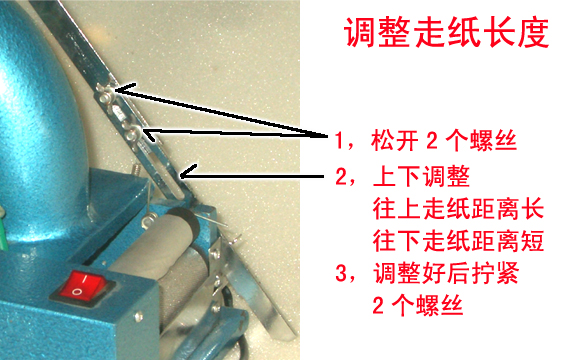 调整走纸长度
1，松开2个螺丝
2，上下调整
往上走纸距离长
往下走纸距离短
3，调整好后拧紧
2个螺丝